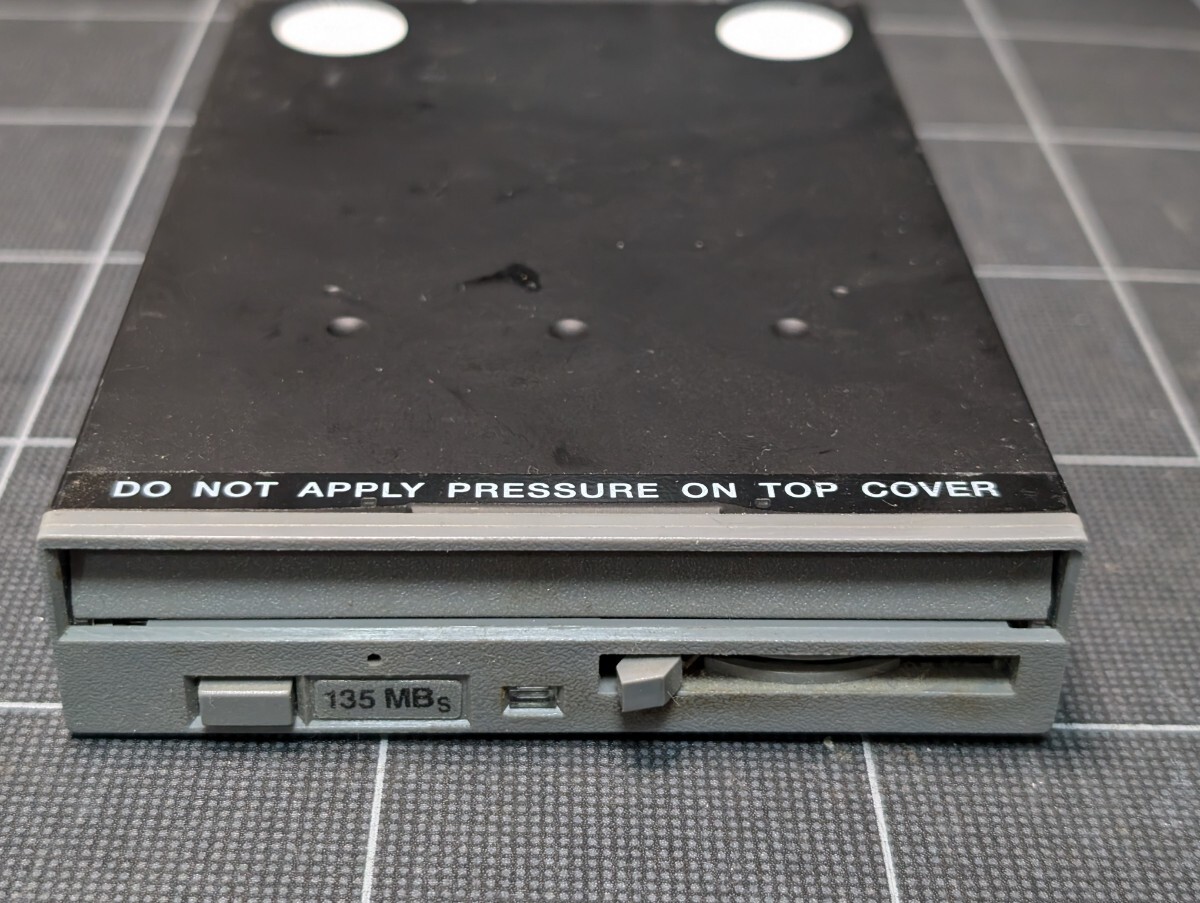 DO NOT APPLY PRESSURE ON TOP COVER
135 MBs